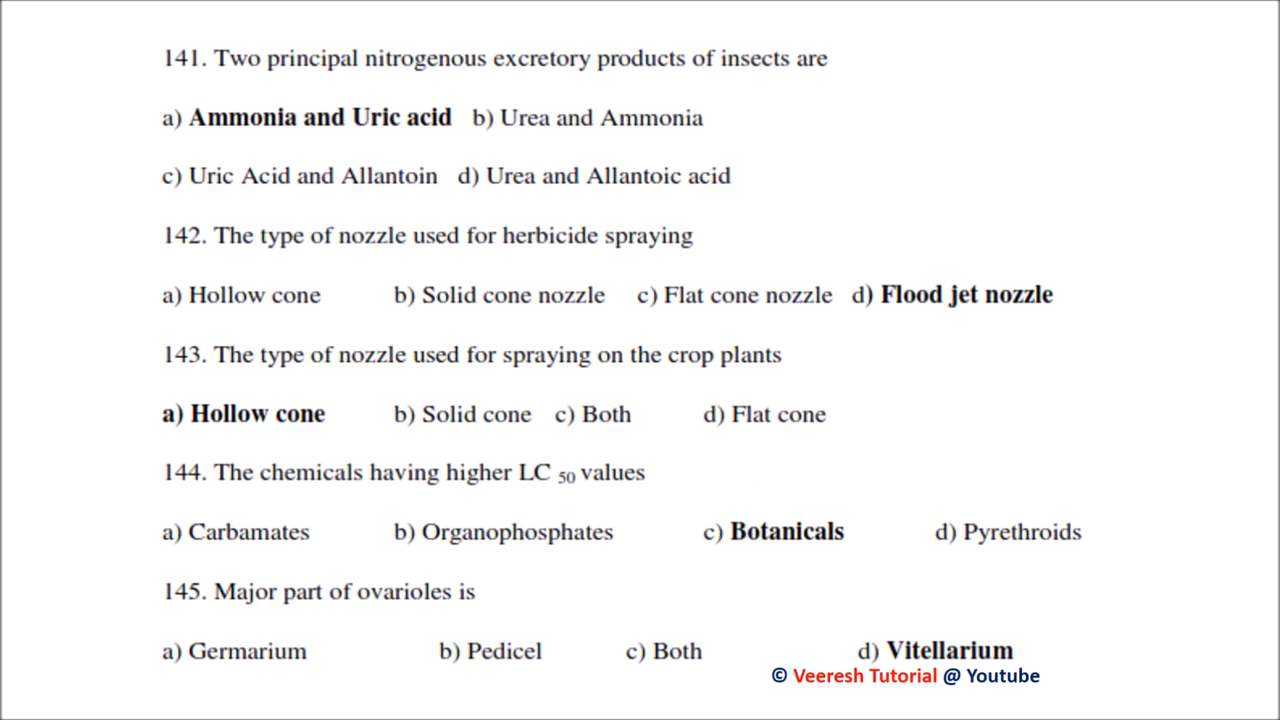 141. Two principal nitrogenous excretory products of insects are
a) Ammonia and Uric acid b) Urea and Ammonia
c) Uric Acid and Allantoin d) Urea and Allantoic acid
142. The type of nozzle used for herbicide spraying
a) Hollow cone b) Solid cone nozzle c) Flat cone nozzle d) Flood jet nozzle
143. The type of nozzle used for spraying on the crop plants
a) Hollow cone b) Solid cone c) Both d) Flat cone
144. The chemicals having higher LC 50 values
a) Carbamates b) Organophosphates c) Botanicals d) Pyrethroids
145. Major part of ovarioles is
a) Germarium b) Pedicel c) Both d) Vitellarium
© Veeresh Tutorial @ Youtube